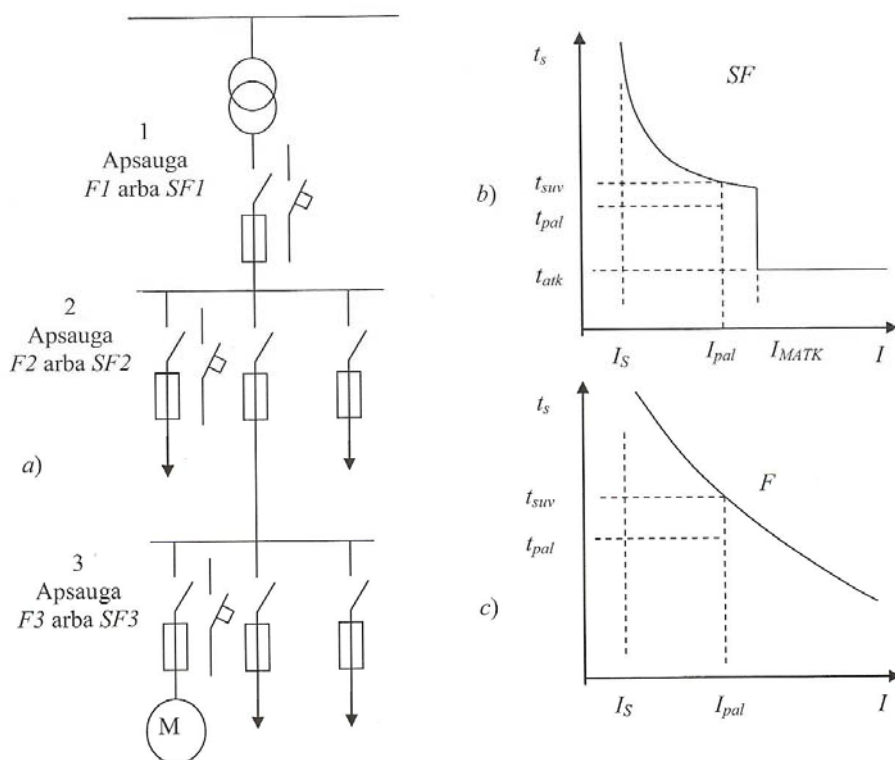 1
Apsauga
F1 arba SF1
2
Apsauga
F2 arba SF2
a)
3
Apsauga
F3 arba SF3
M
b)
t_s
SF
t_suv
t_pal
t_atk
I_S
I_pal
I_MATK
I
c)
t_s
F
t_suv
t_pal
I_S
I_pal
I